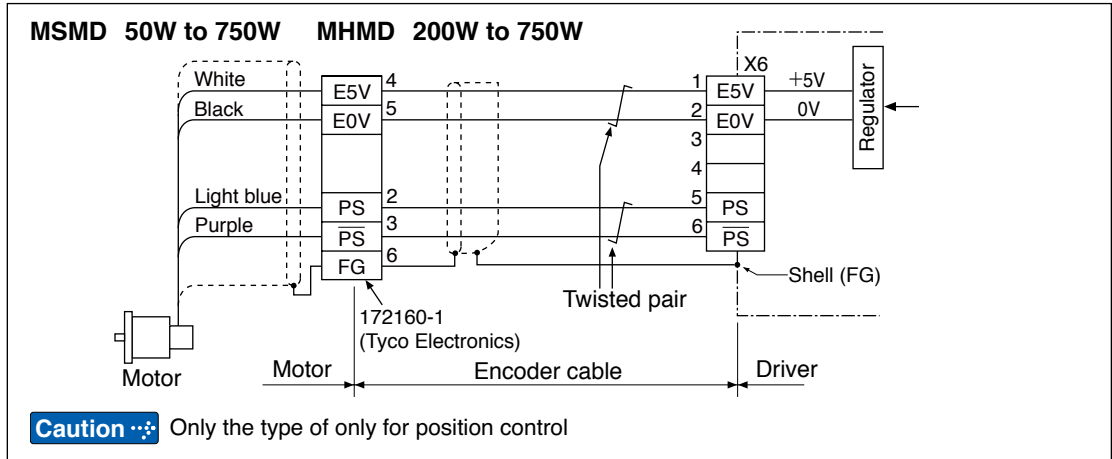 MSMD 50W to 750W MHMD 200W to 750W
X6
White 4 1 +5V
E5V E5V
Black 5 2 0V
E0V E0V
Regulator
3
4
Light blue 2 5
PS PS
Purple 3 6
P̅S̅ P̅S̅
6
FG
Shell (FG)
Twisted pair
172160-1
(Tyco Electronics)
Motor Motor Encoder cable Driver
Caution Only the type of only for position control